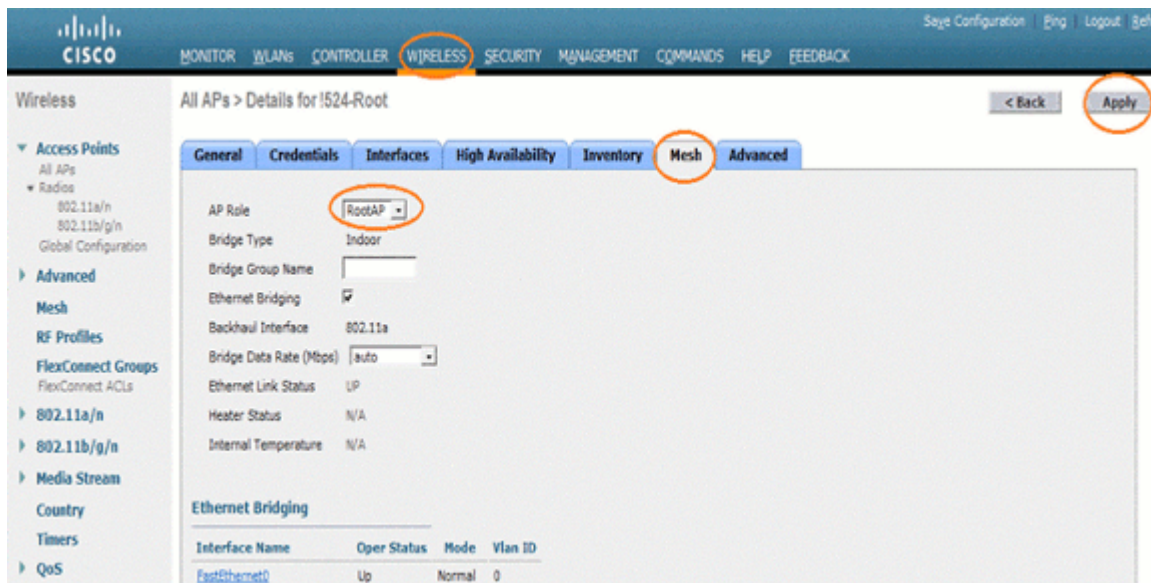 Save Configuration Ping Logout Ref
CISCO
MONITOR WLANs CONTROLLER WIRELESS SECURITY MANAGEMENT COMMANDS HELP FEEDBACK
Wireless
All APs > Details for !524-Root
< Back
Apply
Access Points
All APs
Radios
802.11a/n
802.11b/g/n
Global Configuration
Advanced
Mesh
RF Profiles
FlexConnect Groups
FlexConnect ACLs
802.11a/n
802.11b/g/n
Media Stream
Country
Timers
QoS
General Credentials Interfaces High Availability Inventory Mesh Advanced
AP Role RootAP
Bridge Type Indoor
Bridge Group Name
Ethernet Bridging
Backhaul Interface 802.11a
Bridge Data Rate (Mbps) auto
Ethernet Link Status UP
Heater Status N/A
Internal Temperature N/A
Ethernet Bridging
Interface Name Oper Status Mode Vlan ID
FastEthernet0 Up Normal 0